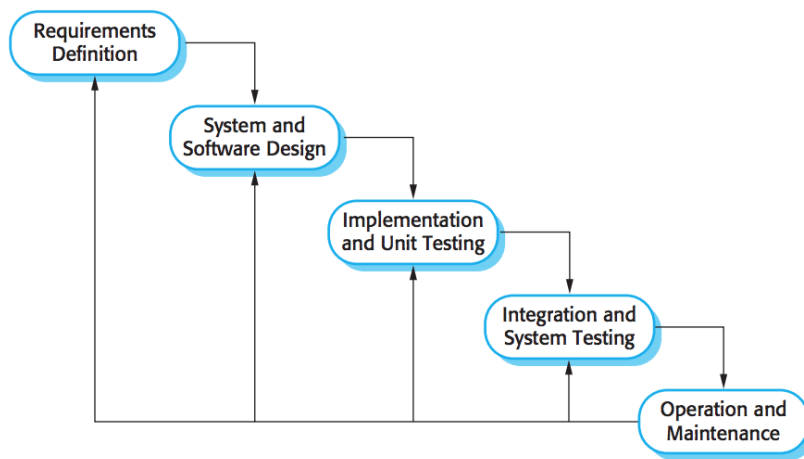 Requirements
Definition
System and
Software Design
Implementation
and Unit Testing
Integration and
System Testing
Operation and
Maintenance